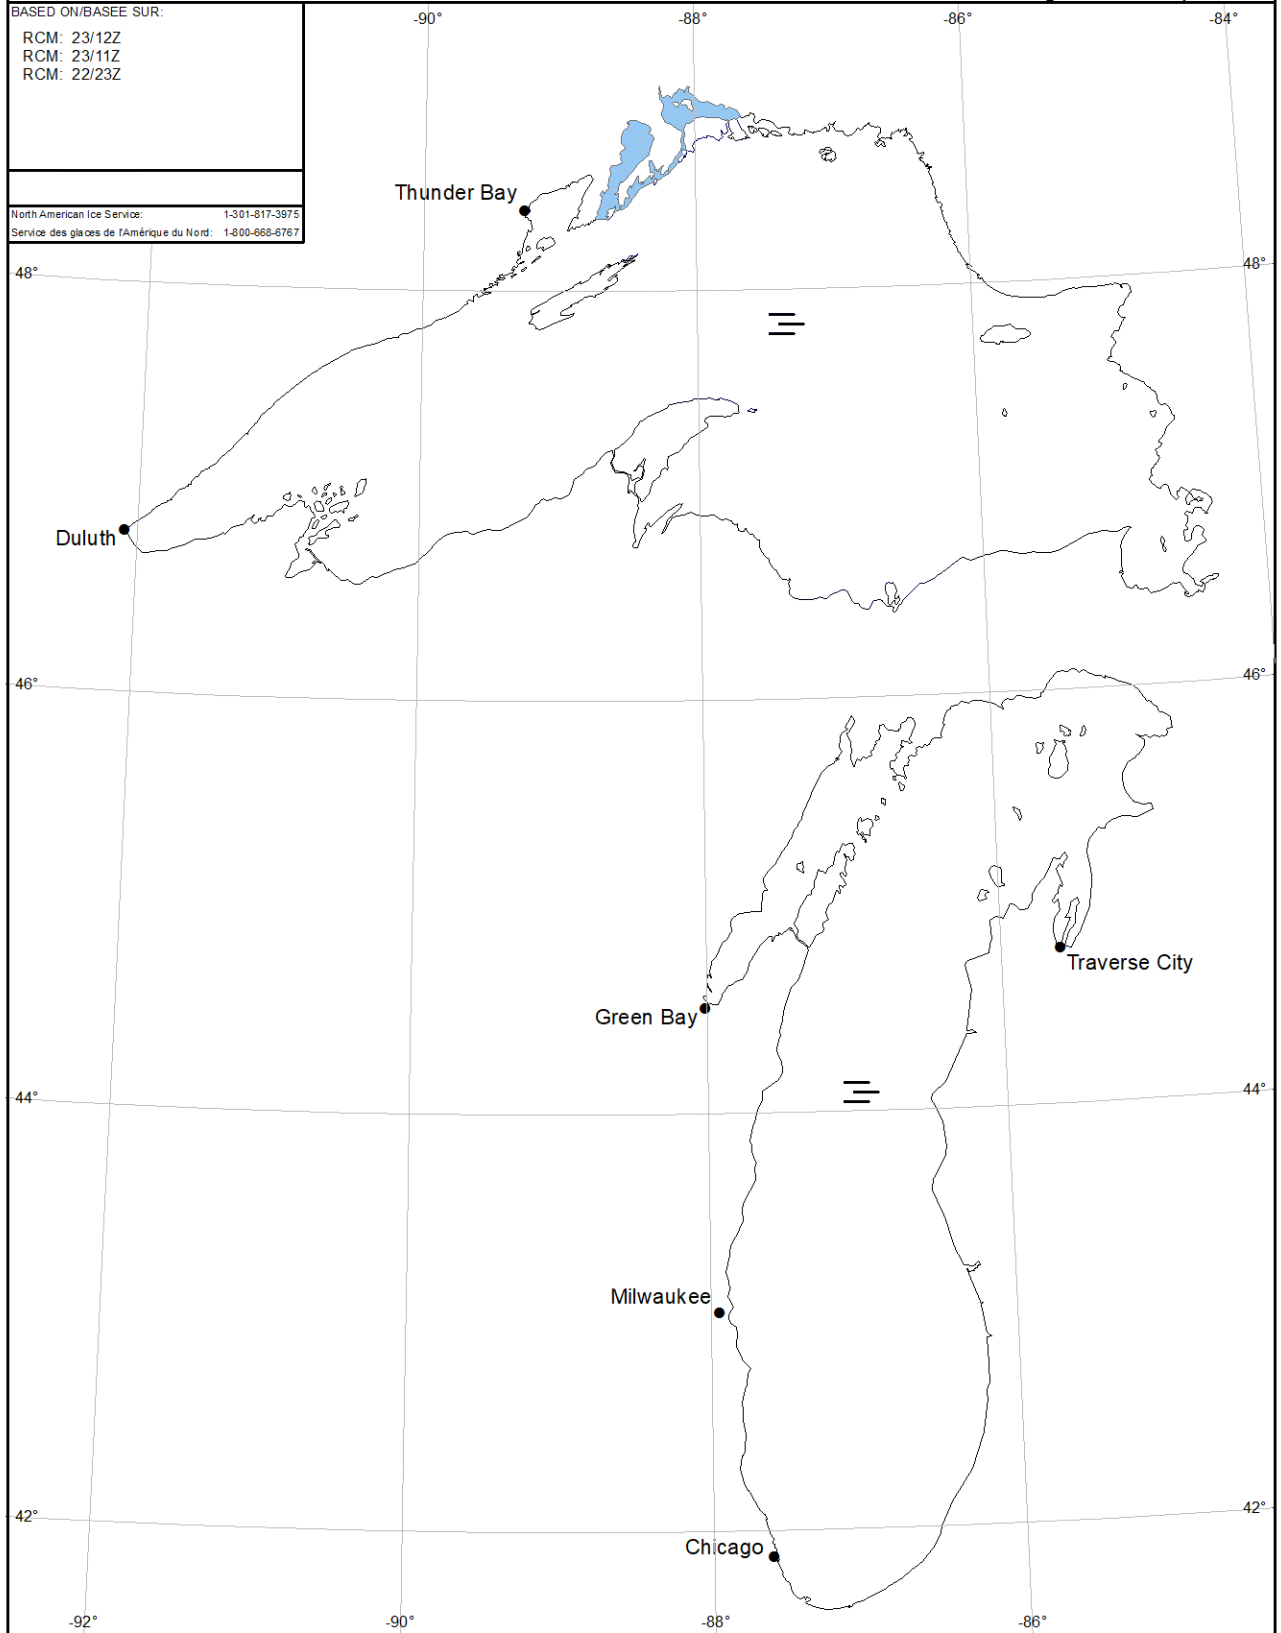 BASED ON/BASEE SUR:
RCM: 23/12Z
RCM: 23/11Z
RCM: 22/23Z
North American Ice Service: 1-301-817-3975
Service des glaces de l'Amérique du Nord: 1-800-668-6767
-90° -88° -86° -84°
Thunder Bay
48° 48°
Duluth
46° 46°
Traverse City
Green Bay
44° 44°
Milwaukee
42° 42°
Chicago
-92° -90° -88° -86°